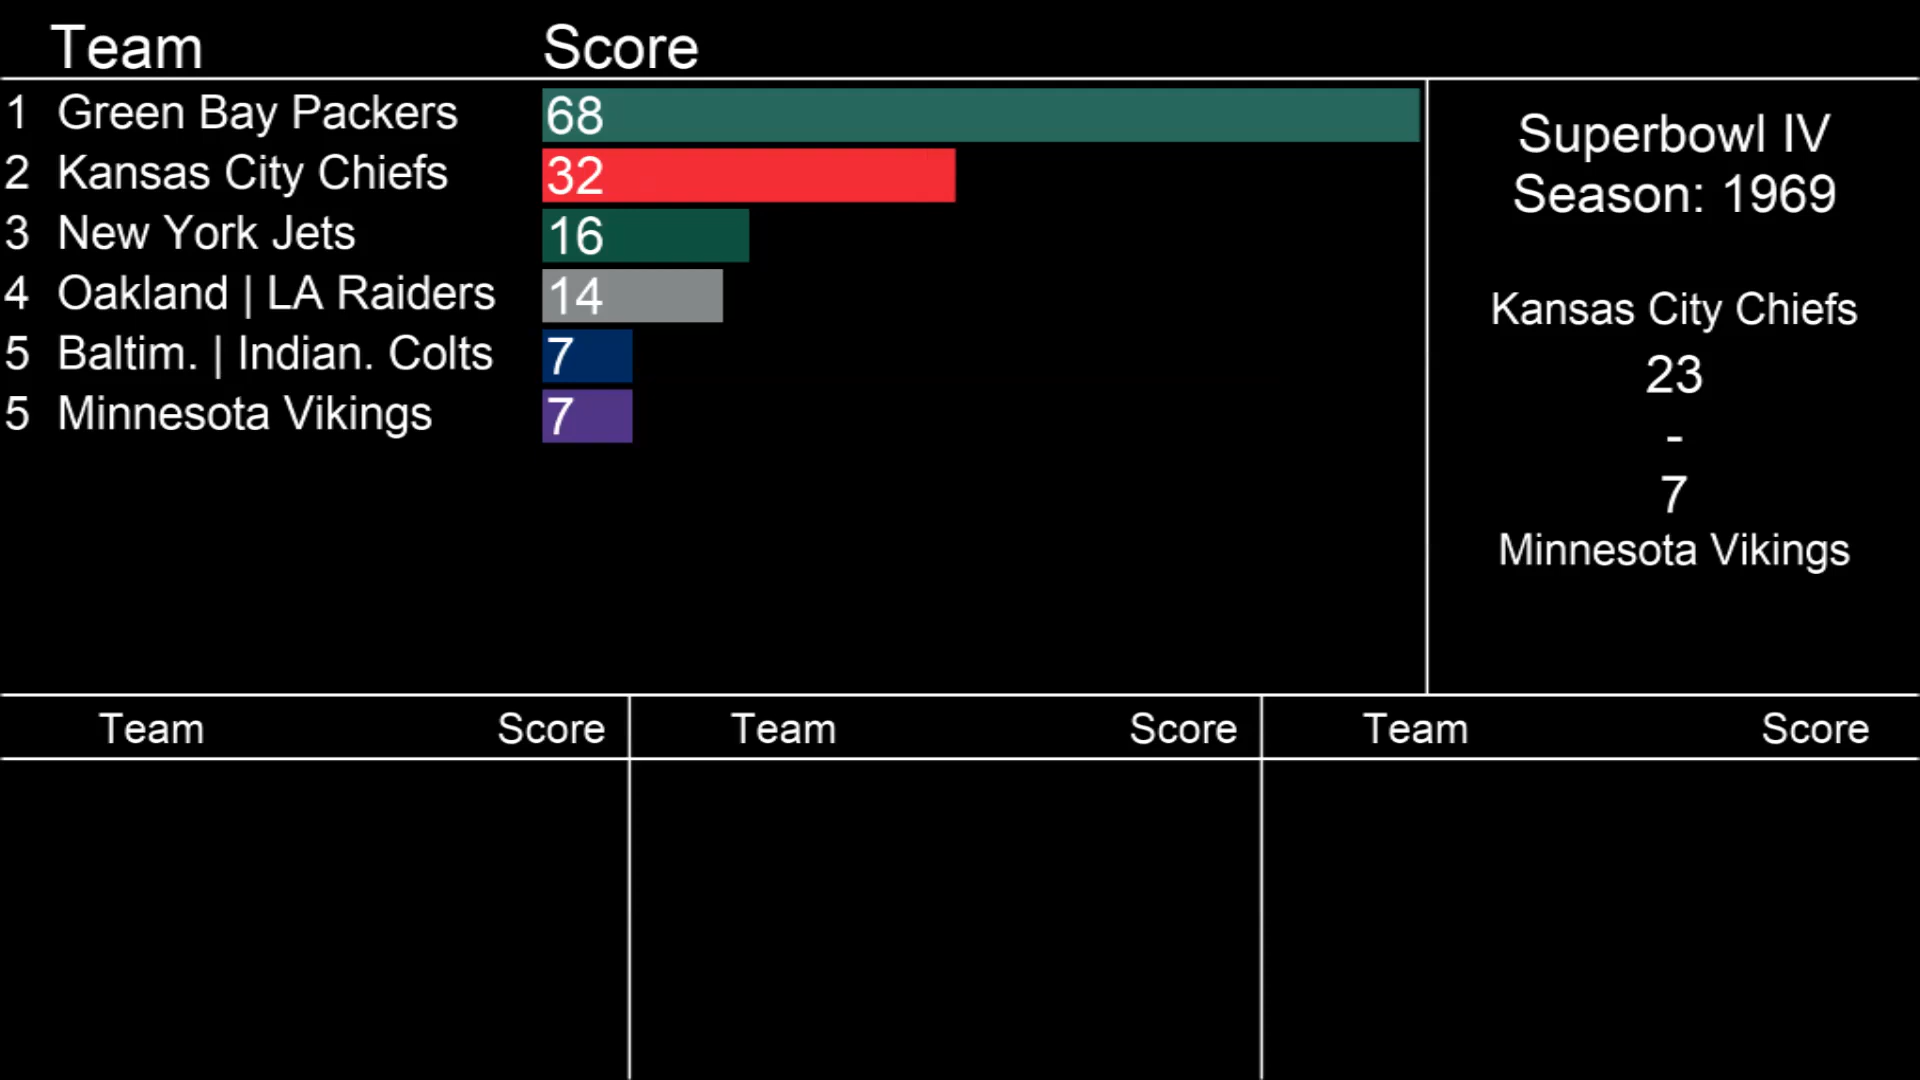 Team Score
1 Green Bay Packers 68
2 Kansas City Chiefs 32
3 New York Jets 16
4 Oakland | LA Raiders 14
5 Baltim. | Indian. Colts 7
5 Minnesota Vikings 7
Superbowl IV
Season: 1969
Kansas City Chiefs
23
-
7
Minnesota Vikings
Team Score Team Score Team Score